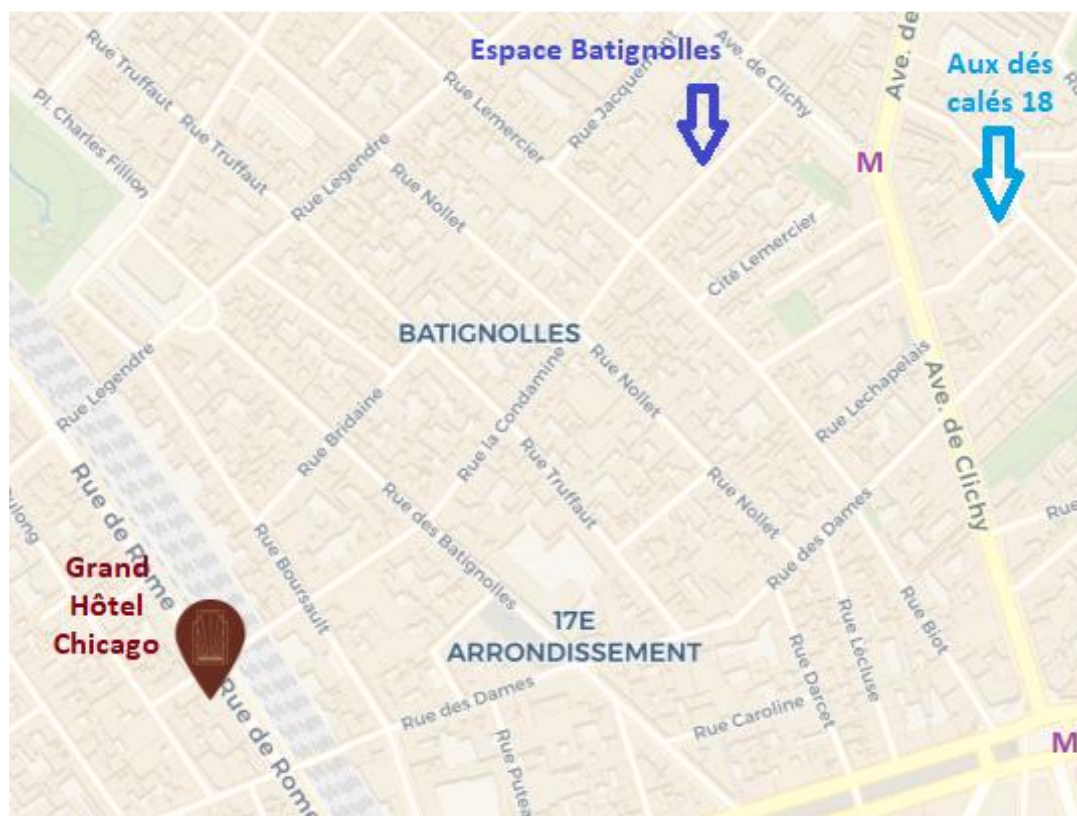 Espace Batignolles
Aux dés
calés 18
Rue Truffaut
Rue Truffaut
Pl. Charles Fillion
Rue Legendre
Rue Lemercier
Rue Jacquemont
Ave. de Clichy
Ave. de
M
Rue Nollet
Cité Lemercier
BATIGNOLLES
Rue Legendre
Rue Bridaine
Rue la Condamine
Rue Nollet
Rue Lechapelais
Ave. de Clichy
Rue Truffaut
Rue Nollet
Rue des Dames
Rue
Rue de Rome
Rue des Batignolles
Rue Boursault
Grand
Hôtel
Chicago
17E
ARRONDISSEMENT
Rue Biot
Rue Lécluse
Rue Darcet
Rue Caroline
Rue des Dames
Rue de Rome
M